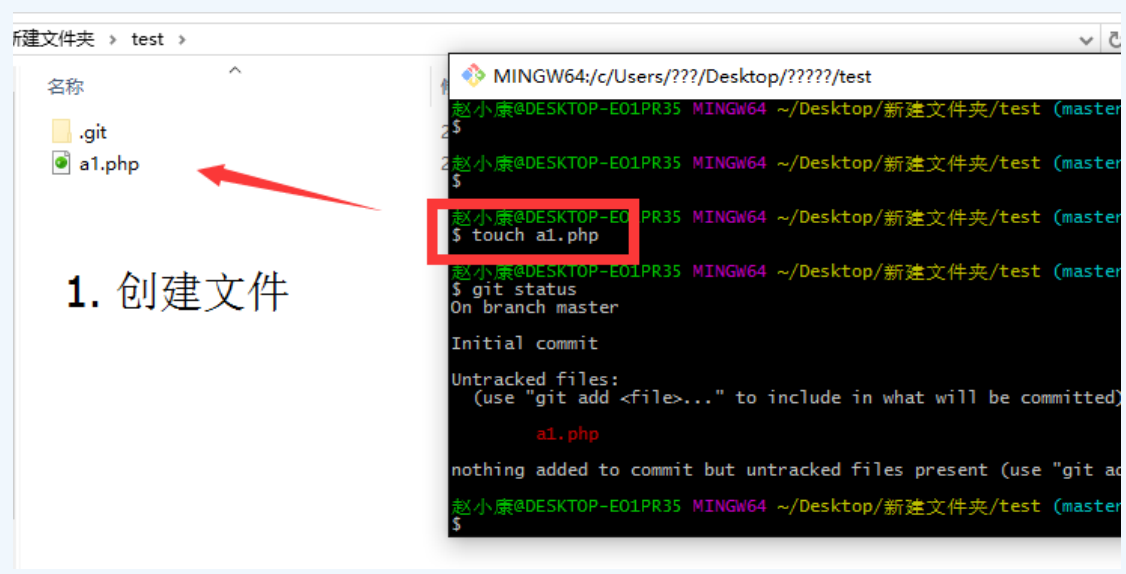 新建文件夹 > test >
名称
.git
a1.php
1. 创建文件
MINGW64:/c/Users/???/Desktop/?????/test
赵小康@DESKTOP-EO1PR35 MINGW64 ~/Desktop/新建文件夹/test (master
$
赵小康@DESKTOP-EO1PR35 MINGW64 ~/Desktop/新建文件夹/test (master
$
赵小康@DESKTOP-EO1PR35 MINGW64 ~/Desktop/新建文件夹/test (master
$ touch a1.php
赵小康@DESKTOP-EO1PR35 MINGW64 ~/Desktop/新建文件夹/test (master
$ git status
On branch master
Initial commit
Untracked files:
(use "git add <file>..." to include in what will be committed)
a1.php
nothing added to commit but untracked files present (use "git ad
赵小康@DESKTOP-EO1PR35 MINGW64 ~/Desktop/新建文件夹/test (master
$